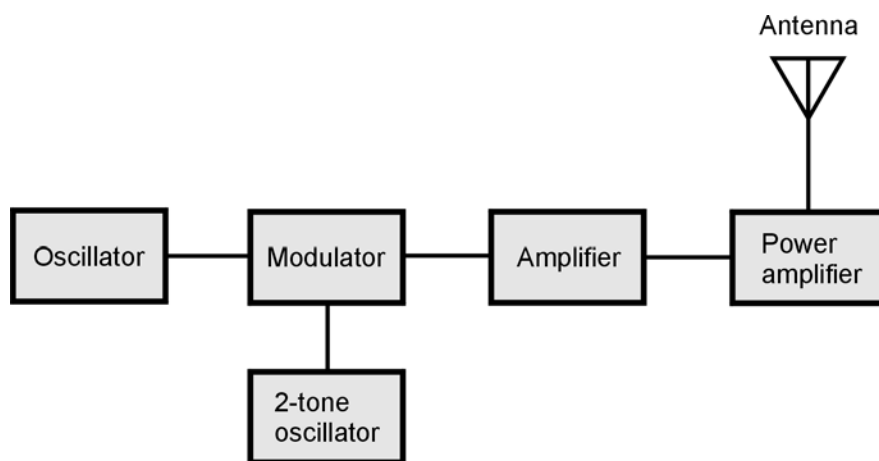 Antenna
Oscillator
Modulator
Amplifier
Power
amplifier
2-tone
oscillator